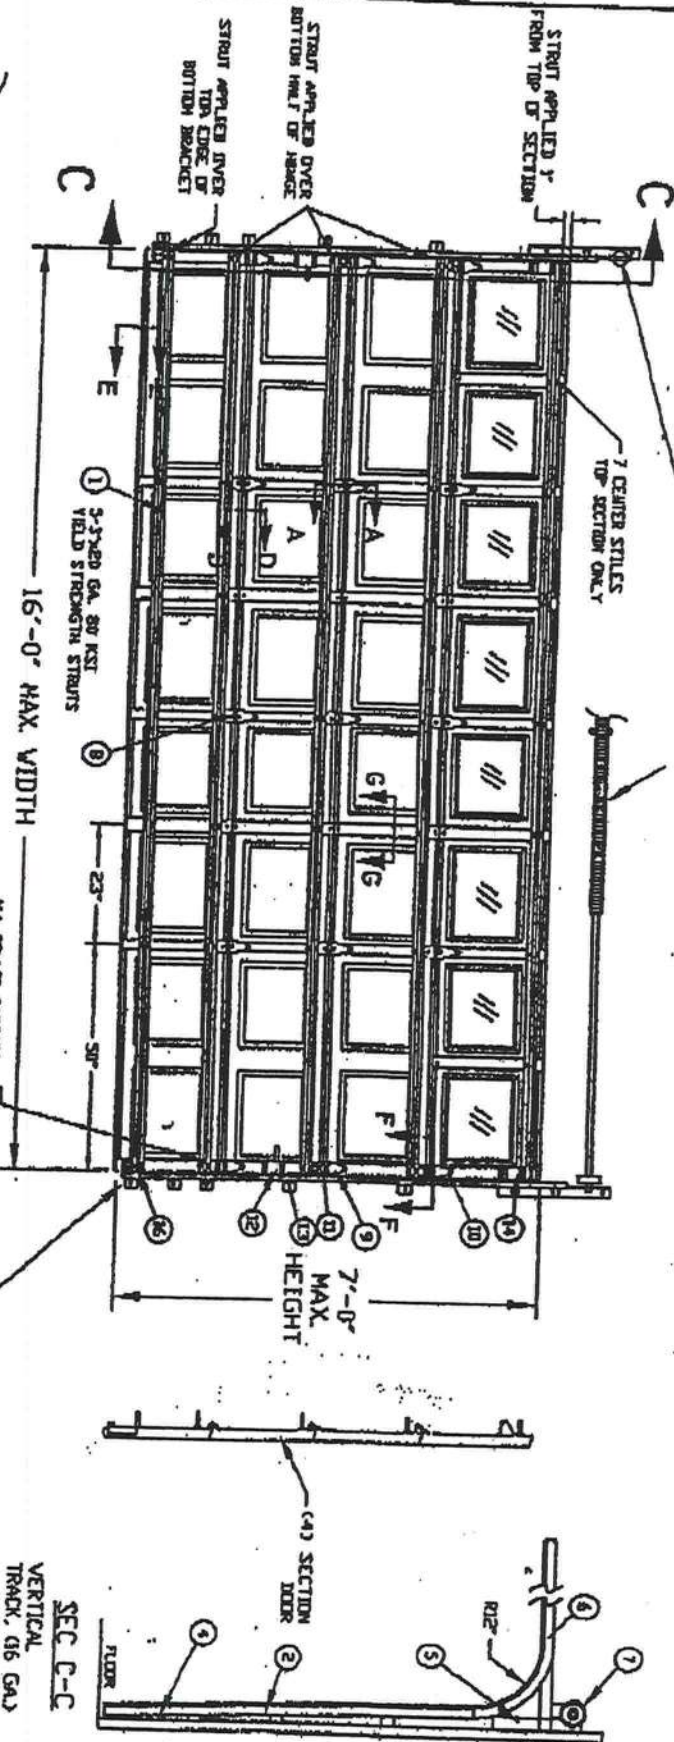 STRUT APPLIED 3"
FROM TOP OF SECTION
STRUT APPLIED OVER
BOTTOM HALF OF HINGE
STRUT APPLIED OVER
TOP EDGE OF
BOTTOM BRACKET
C
C
7 CENTER STILES
TOP SECTION ONLY
E
A
A
D
G
G
F
F
1
5-3"x20 GA. 80 KSI
YIELD STRENGTH STRUTS
8
16'-0" MAX. WIDTH
23"
50"
16
12
13
11
9
10
14
7'-0"
MAX.
HEIGHT
(4) SECTION
DOOR
R12"
6
7
5
2
4
FLOOR
SEC C-C
VERTICAL
TRACK, (16 GA.)